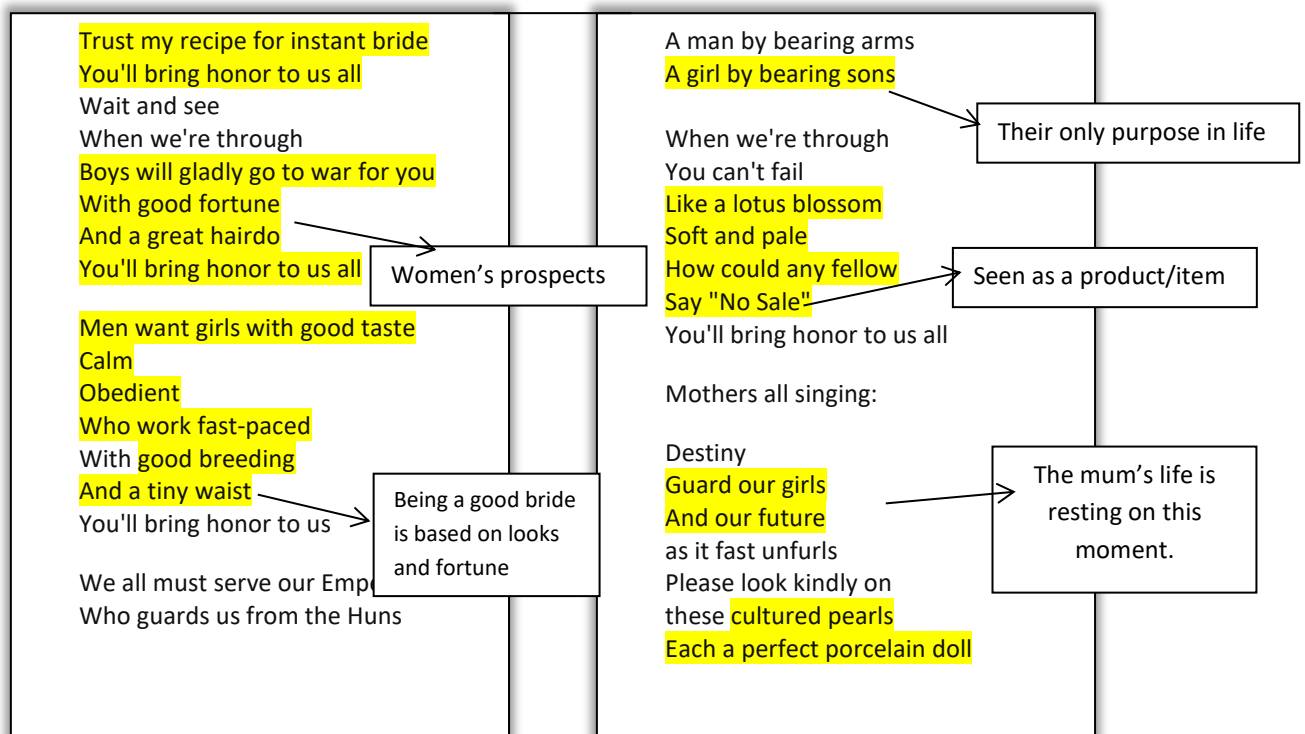 Trust my recipe for instant bride
You'll bring honor to us all
Wait and see
When we're through
Boys will gladly go to war for you
With good fortune
And a great hairdo
You'll bring honor to us all
Women's prospects
Men want girls with good taste
Calm
Obedient
Who work fast-paced
With good breeding
And a tiny waist
You'll bring honor to us
Being a good bride
is based on looks
and fortune
We all must serve our
Who guards us from the Huns
A man by bearing arms
A girl by bearing sons
Their only purpose in life
When we're through
You can't fail
Like a lotus blossom
Soft and pale
How could any fellow
Say "No Sale"
Seen as a product/item
You'll bring honor to us all
Mothers all singing:
Destiny
Guard our girls
And our future
as it fast unfurls
Please look kindly on
these cultured pearls
Each a perfect porcelain doll
The mum's life is
resting on this
moment.